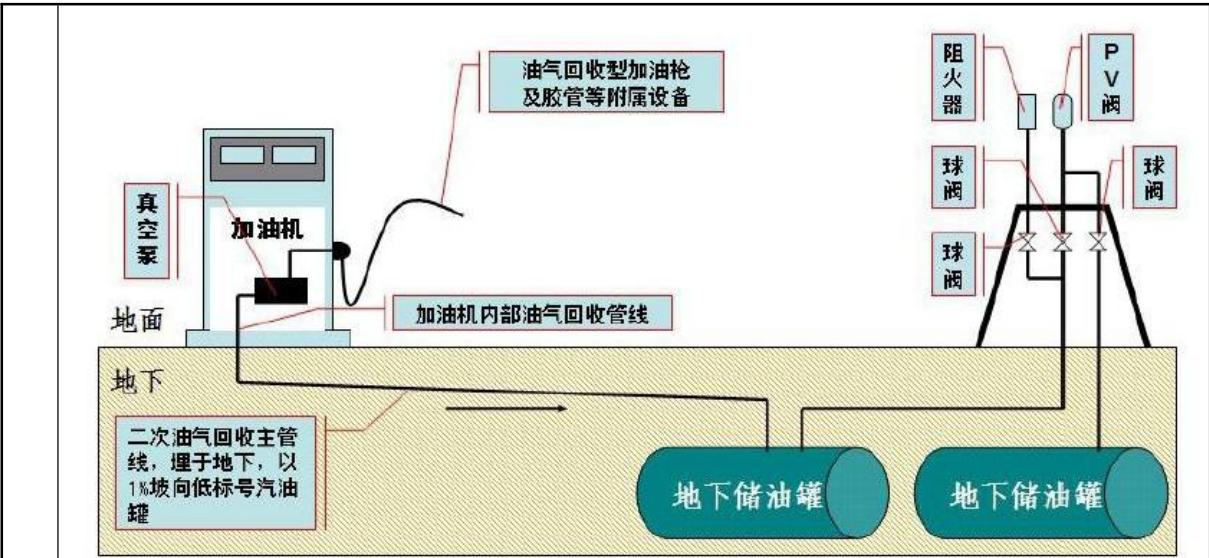 油气回收型加油枪
及胶管等附属设备
阻
火
器
P
V
阀
真
空
泵
加油机
球
阀
球
阀
球
阀
加油机内部油气回收管线
地面
地下
二次油气回收主管
线，埋于地下，以
1%坡向低标号汽油
罐
地下储油罐
地下储油罐